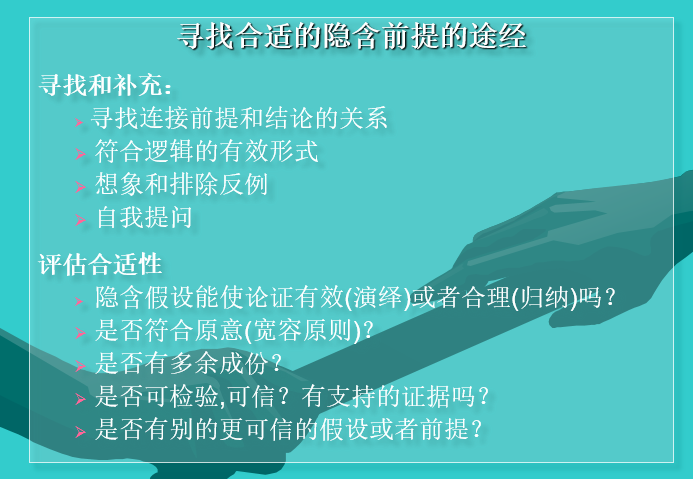 寻找合适的隐含前提的途经
寻找和补充：
寻找连接前提和结论的关系
符合逻辑的有效形式
想象和排除反例
自我提问
评估合适性
隐含假设能使论证有效(演绎)或者合理(归纳)吗？
是否符合原意(宽容原则)？
是否有多余成份？
是否可检验,可信？有支持的证据吗？
是否有别的更可信的假设或者前提？